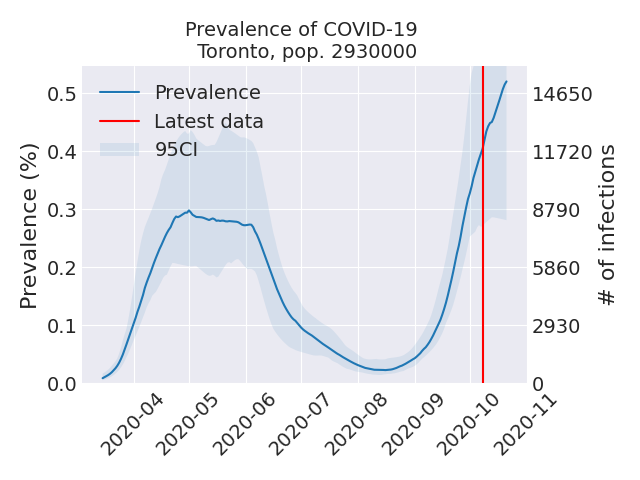 Prevalence of COVID-19
Toronto, pop. 2930000
Prevalence
Latest data
95CI
Prevalence (%)
0.5
0.4
0.3
0.2
0.1
0.0
14650
11720
8790
5860
2930
0
# of infections
2020-04
2020-05
2020-06
2020-07
2020-08
2020-09
2020-10
2020-11